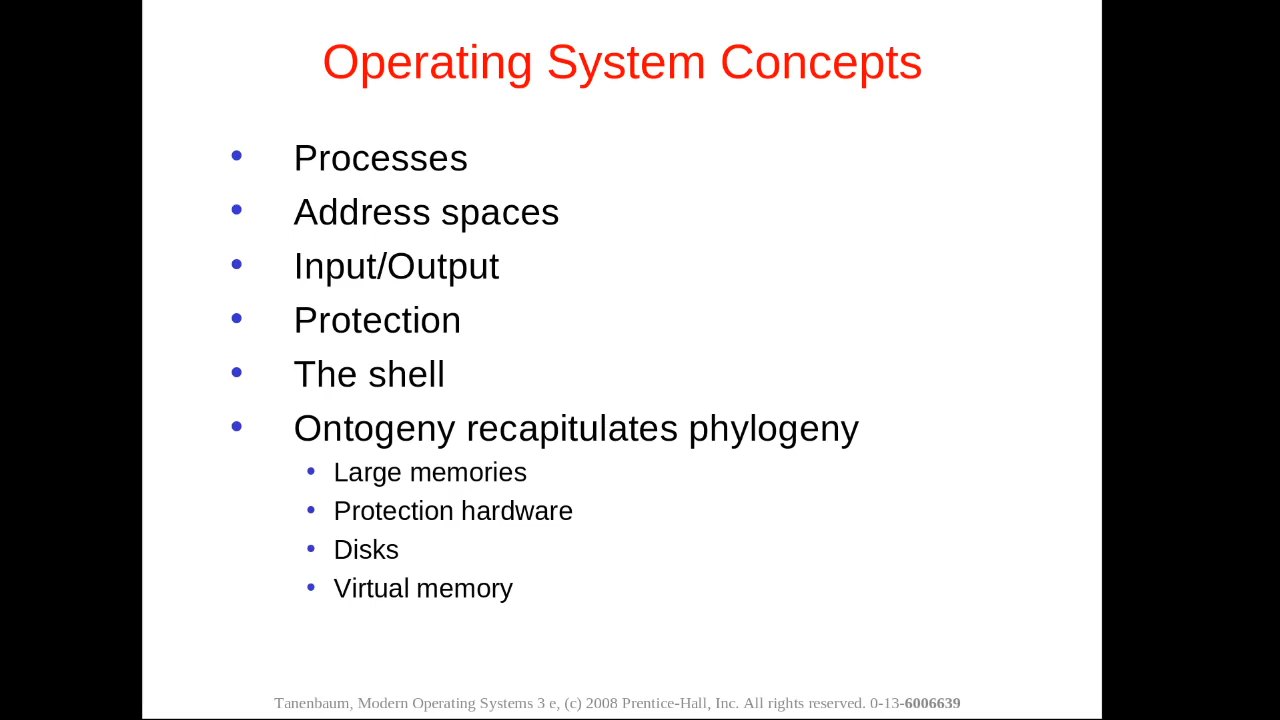 Operating System Concepts
• Processes
• Address spaces
• Input/Output
• Protection
• The shell
• Ontogeny recapitulates phylogeny
• Large memories
• Protection hardware
• Disks
• Virtual memory
Tanenbaum, Modern Operating Systems 3 e, (c) 2008 Prentice-Hall, Inc. All rights reserved. 0-13-6006639